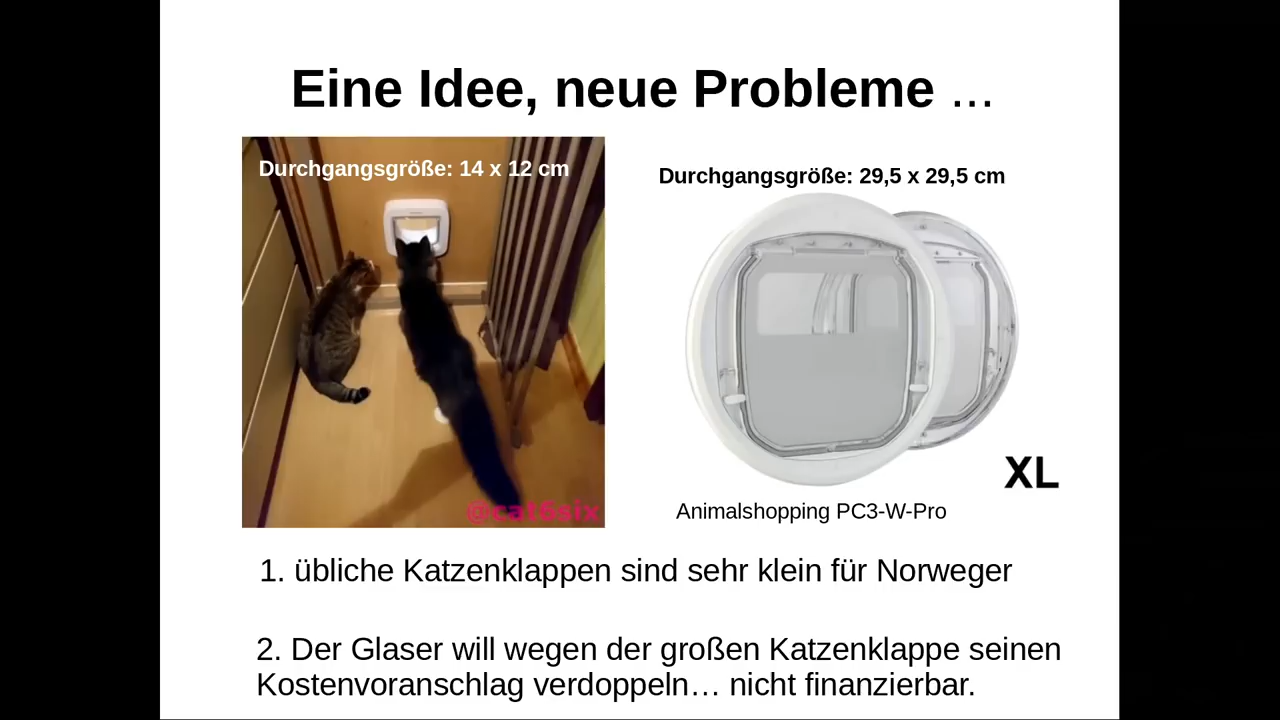 Eine Idee, neue Probleme ...
Durchgangsgröße: 14 x 12 cm
Durchgangsgröße: 29,5 x 29,5 cm
@cat6six
XL
Animalshopping PC3-W-Pro
1. übliche Katzenklappen sind sehr klein für Norweger
2. Der Glaser will wegen der großen Katzenklappe seinen
Kostenvoranschlag verdoppeln… nicht finanzierbar.